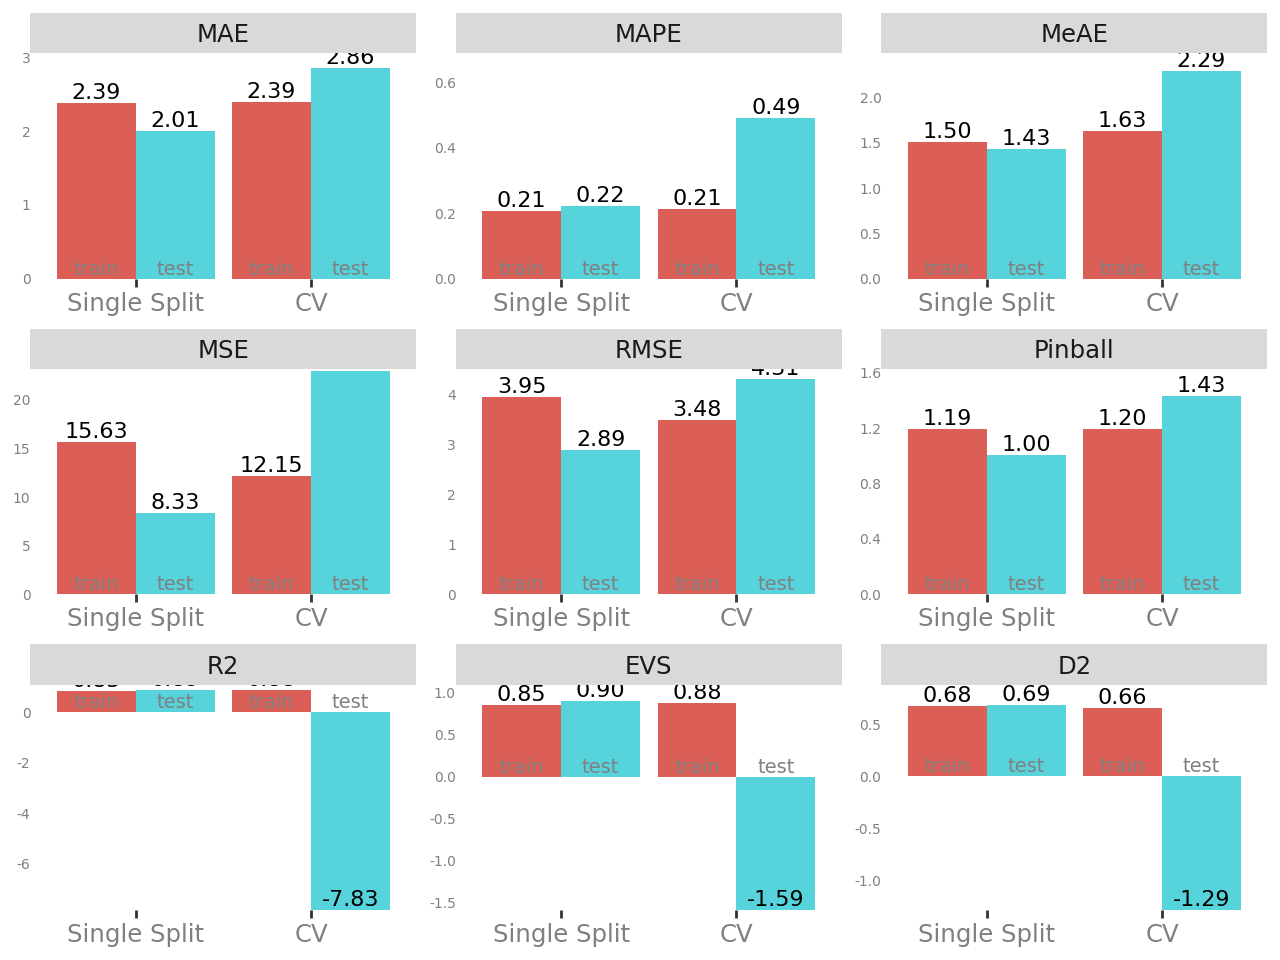 MAE
3
2
1
0
2.39
2.01
2.39
2.86
train
test
train
test
Single Split
CV
MAPE
0.6
0.4
0.2
0.0
0.21
0.22
0.21
0.49
train
test
train
test
Single Split
CV
MeAE
2.0
1.5
1.0
0.5
0.0
1.50
1.43
1.63
2.29
train
test
train
test
Single Split
CV
MSE
20
15
10
5
0
15.63
8.33
12.15
train
test
train
test
Single Split
CV
RMSE
4
3
2
1
0
3.95
2.89
3.48
train
test
train
test
Single Split
CV
Pinball
1.6
1.2
0.8
0.4
0.0
1.19
1.00
1.20
1.43
train
test
train
test
Single Split
CV
R2
0
-2
-4
-6
train
test
train
test
-7.83
Single Split
CV
EVS
1.0
0.5
0.0
-0.5
-1.0
-1.5
0.85
0.90
0.88
train
test
train
test
-1.59
Single Split
CV
D2
0.5
0.0
-0.5
-1.0
0.68
0.69
0.66
train
test
train
test
-1.29
Single Split
CV